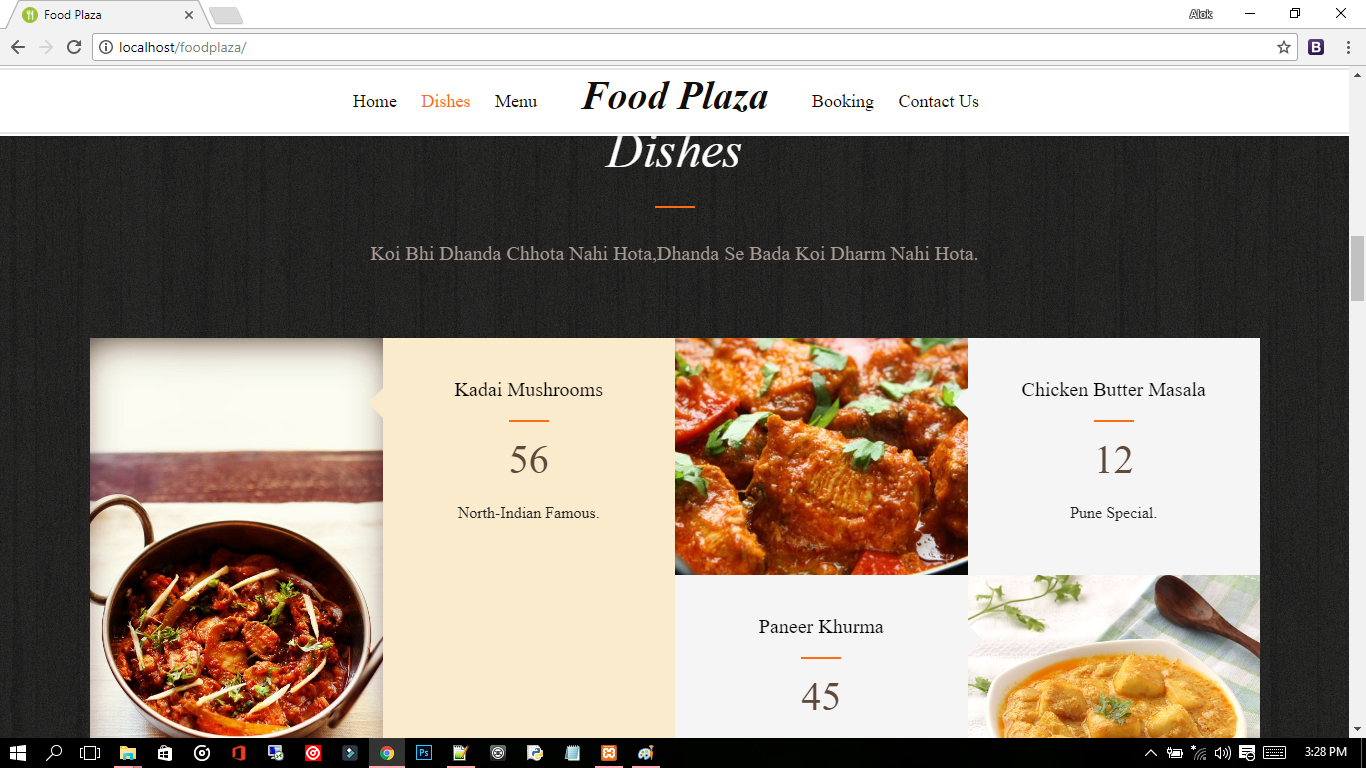 Food Plaza
Alok
localhost/foodplaza/
B
Home Dishes Menu Food Plaza Booking Contact Us
Dishes
Koi Bhi Dhanda Chhota Nahi Hota,Dhanda Se Bada Koi Dharm Nahi Hota.
Kadai Mushrooms
56
North-Indian Famous.
Chicken Butter Masala
12
Pune Special.
Paneer Khurma
45
Ps
3:28 PM